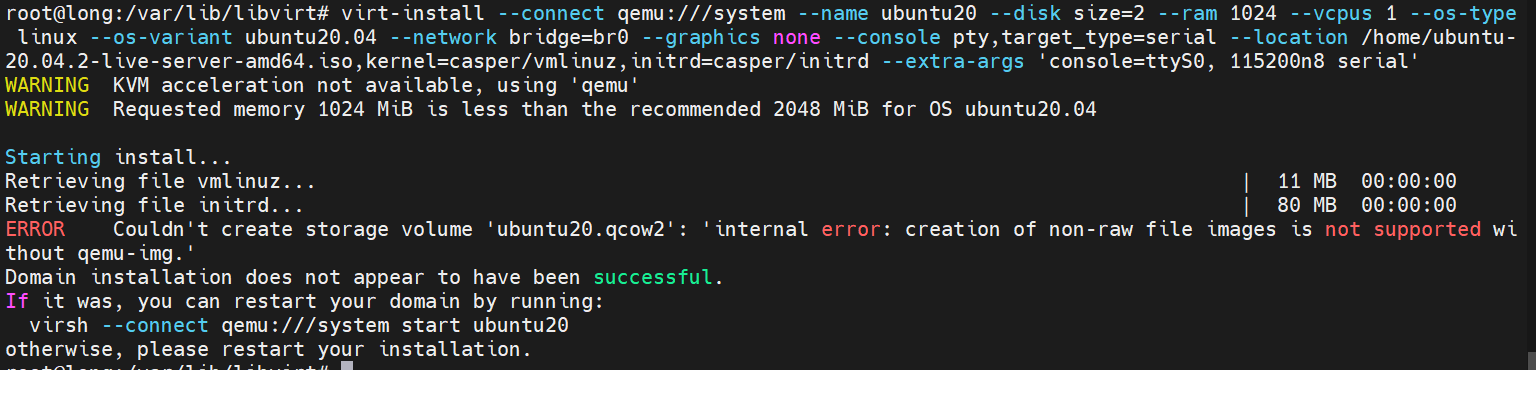 root@long:/var/lib/libvirt# virt-install --connect qemu:///system --name ubuntu20 --disk size=2 --ram 1024 --vcpus 1 --os-type
linux --os-variant ubuntu20.04 --network bridge=br0 --graphics none --console pty,target_type=serial --location /home/ubuntu-
20.04.2-live-server-amd64.iso,kernel=casper/vmlinuz,initrd=casper/initrd --extra-args 'console=ttyS0, 115200n8 serial'
WARNING  KVM acceleration not available, using 'qemu'
WARNING  Requested memory 1024 MiB is less than the recommended 2048 MiB for OS ubuntu20.04
Starting install...
Retrieving file vmlinuz... | 11 MB 00:00:00
Retrieving file initrd... | 80 MB 00:00:00
ERROR    Couldn't create storage volume 'ubuntu20.qcow2': 'internal error: creation of non-raw file images is not supported wi
thout qemu-img.'
Domain installation does not appear to have been successful.
If it was, you can restart your domain by running:
  virsh --connect qemu:///system start ubuntu20
otherwise, please restart your installation.
root@long:/var/lib/libvirt#